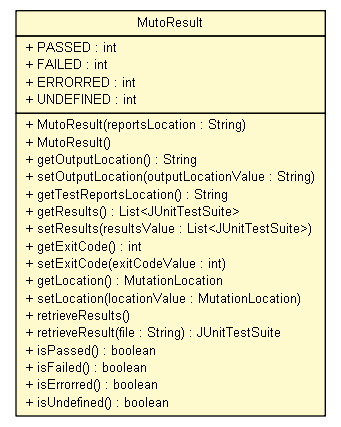 MutoResult
+ PASSED : int
+ FAILED : int
+ ERRORRED : int
+ UNDEFINED : int
+ MutoResult(reportsLocation : String)
+ MutoResult()
+ getOutputLocation() : String
+ setOutputLocation(outputLocationValue : String)
+ getTestReportsLocation() : String
+ getResults() : List<JUnitTestSuite>
+ setResults(resultsValue : List<JUnitTestSuite>)
+ getExitCode() : int
+ setExitCode(exitCodeValue : int)
+ getLocation() : MutationLocation
+ setLocation(locationValue : MutationLocation)
+ retrieveResults()
+ retrieveResult(file : String) : JUnitTestSuite
+ isPassed() : boolean
+ isFailed() : boolean
+ isErrorred() : boolean
+ isUndefined() : boolean